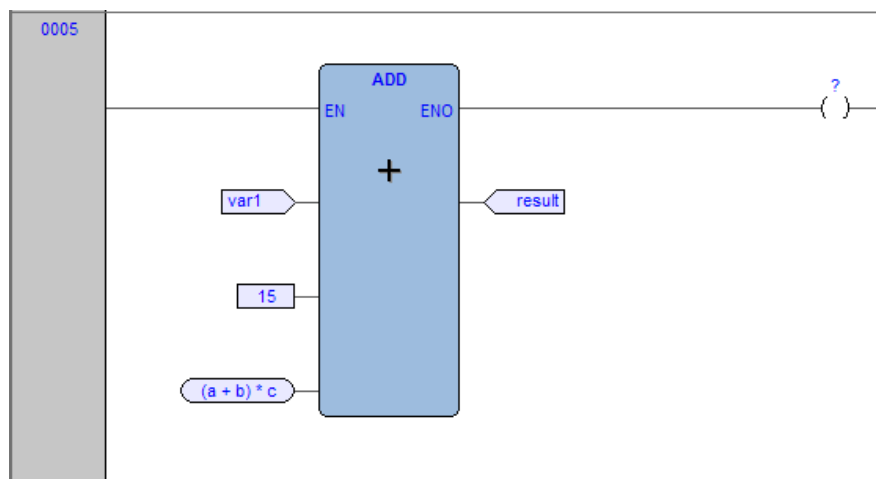 0005
ADD
?
EN ENO
+
var1 result
15
(a + b) * c